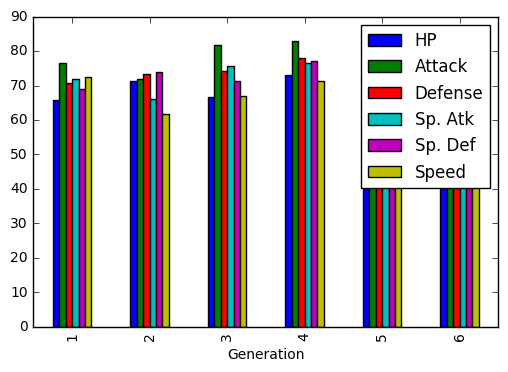 90
80
70
60
50
40
30
20
10
0
HP
Attack
Defense
Sp. Atk
Sp. Def
Speed
1 2 3 4 5 6
Generation